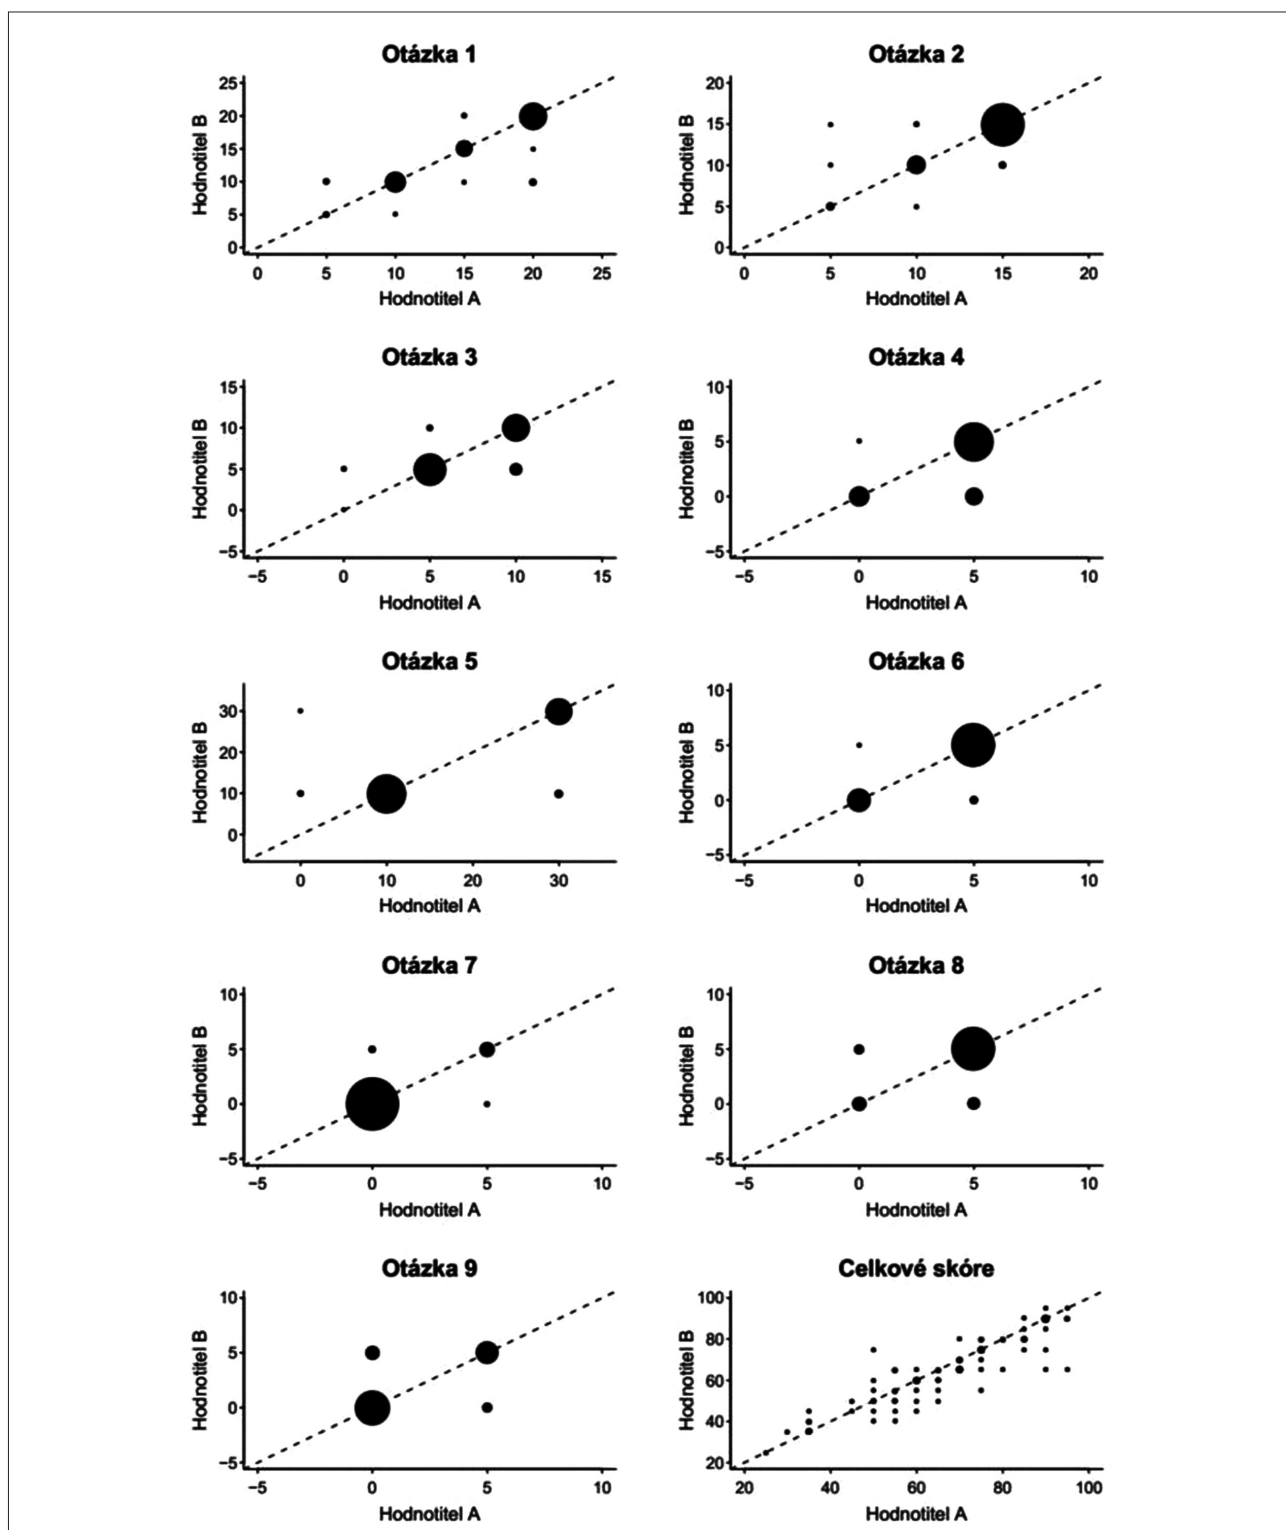 Otázka 1
25
20
15
10
5
0
Hodnotitel B
0 5 10 15 20 25
Hodnotitel A
Otázka 2
20
15
10
5
0
Hodnotitel B
0 5 10 15 20
Hodnotitel A
Otázka 3
15
10
5
0
−5
Hodnotitel B
−5 0 5 10 15
Hodnotitel A
Otázka 4
10
5
0
−5
Hodnotitel B
−5 0 5 10
Hodnotitel A
Otázka 5
30
20
10
0
Hodnotitel B
0 10 20 30
Hodnotitel A
Otázka 6
10
5
0
−5
Hodnotitel B
−5 0 5 10
Hodnotitel A
Otázka 7
10
5
0
−5
Hodnotitel B
−5 0 5 10
Hodnotitel A
Otázka 8
10
5
0
−5
Hodnotitel B
−5 0 5 10
Hodnotitel A
Otázka 9
10
5
0
−5
Hodnotitel B
−5 0 5 10
Hodnotitel A
Celkové skóre
100
80
60
40
20
Hodnotitel B
20 40 60 80 100
Hodnotitel A